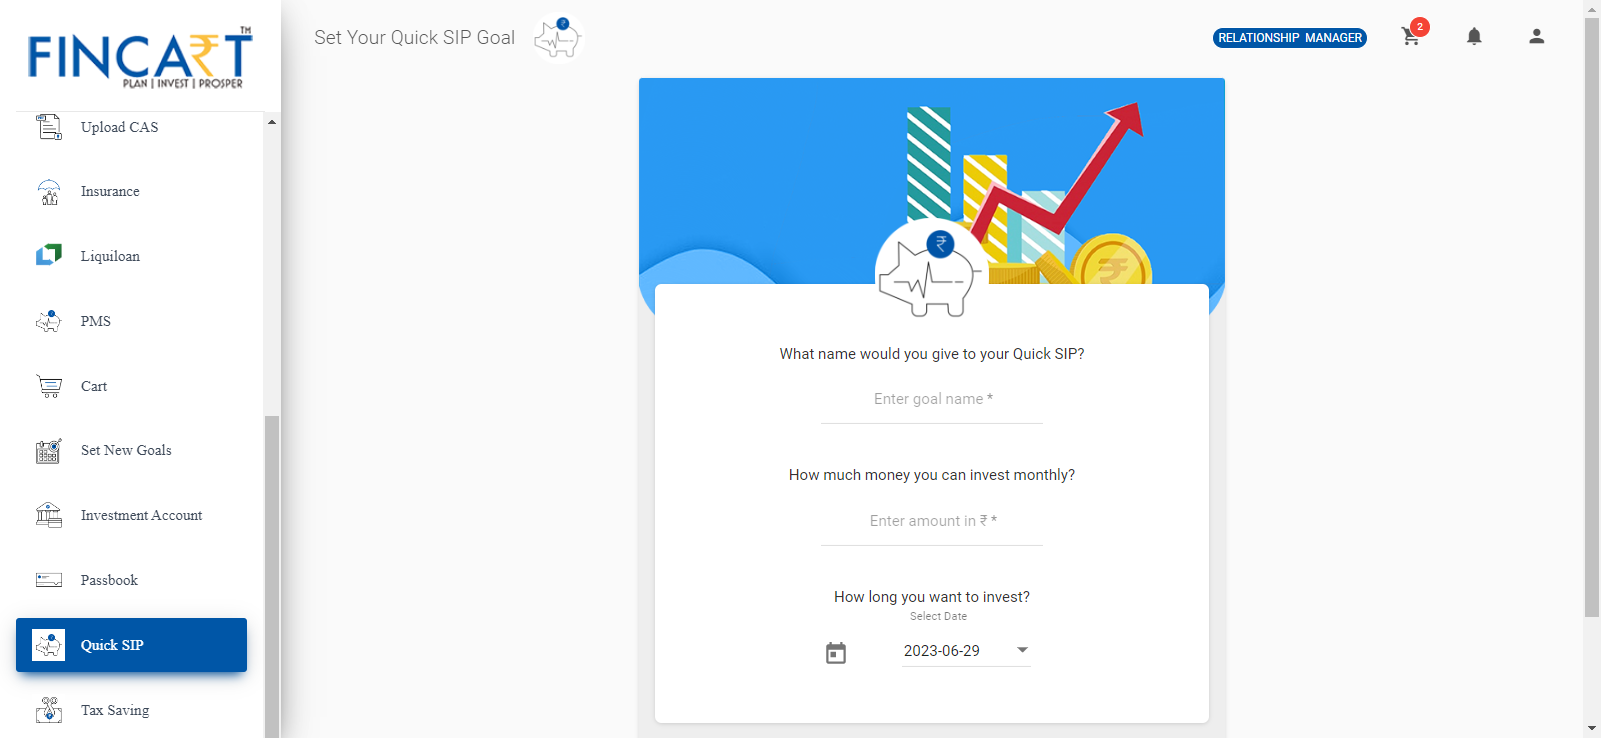 FINCART TM
PLAN | INVEST | PROSPER
Set Your Quick SIP Goal
RELATIONSHIP MANAGER
2
Upload CAS
Insurance
Liquiloan
PMS
Cart
Set New Goals
Investment Account
Passbook
Quick SIP
Tax Saving
₹
₹
What name would you give to your Quick SIP?
Enter goal name *
How much money you can invest monthly?
Enter amount in ₹ *
How long you want to invest?
Select Date
2023-06-29